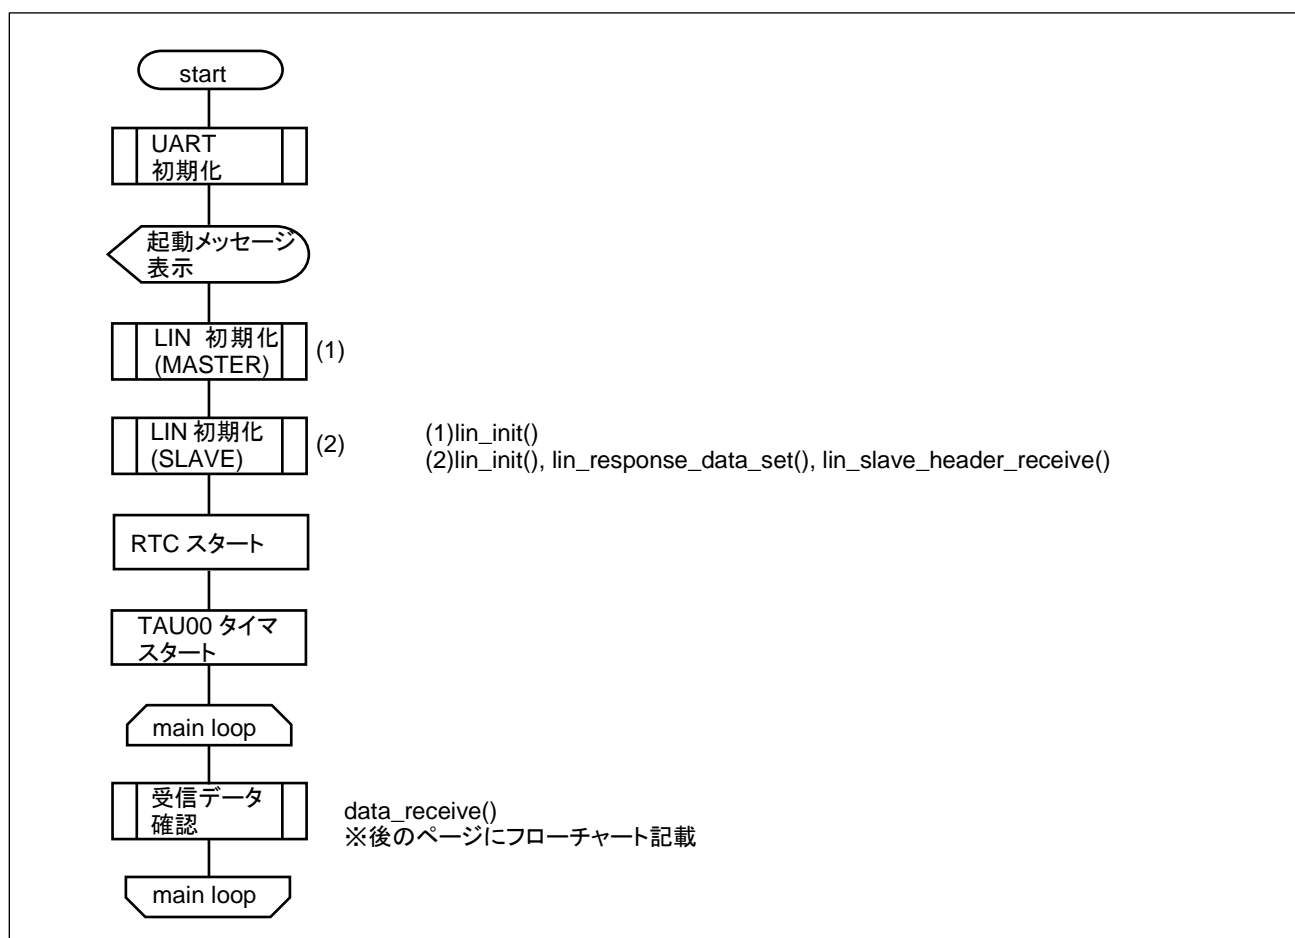 start
UART
初期化
起動メッセージ
表示
LIN 初期化
(MASTER)
(1)
LIN 初期化
(SLAVE)
(2)
(1)lin_init()
(2)lin_init(), lin_response_data_set(), lin_slave_header_receive()
RTC スタート
TAU00 タイマ
スタート
main loop
受信データ
確認
data_receive()
※後のページにフローチャート記載
main loop